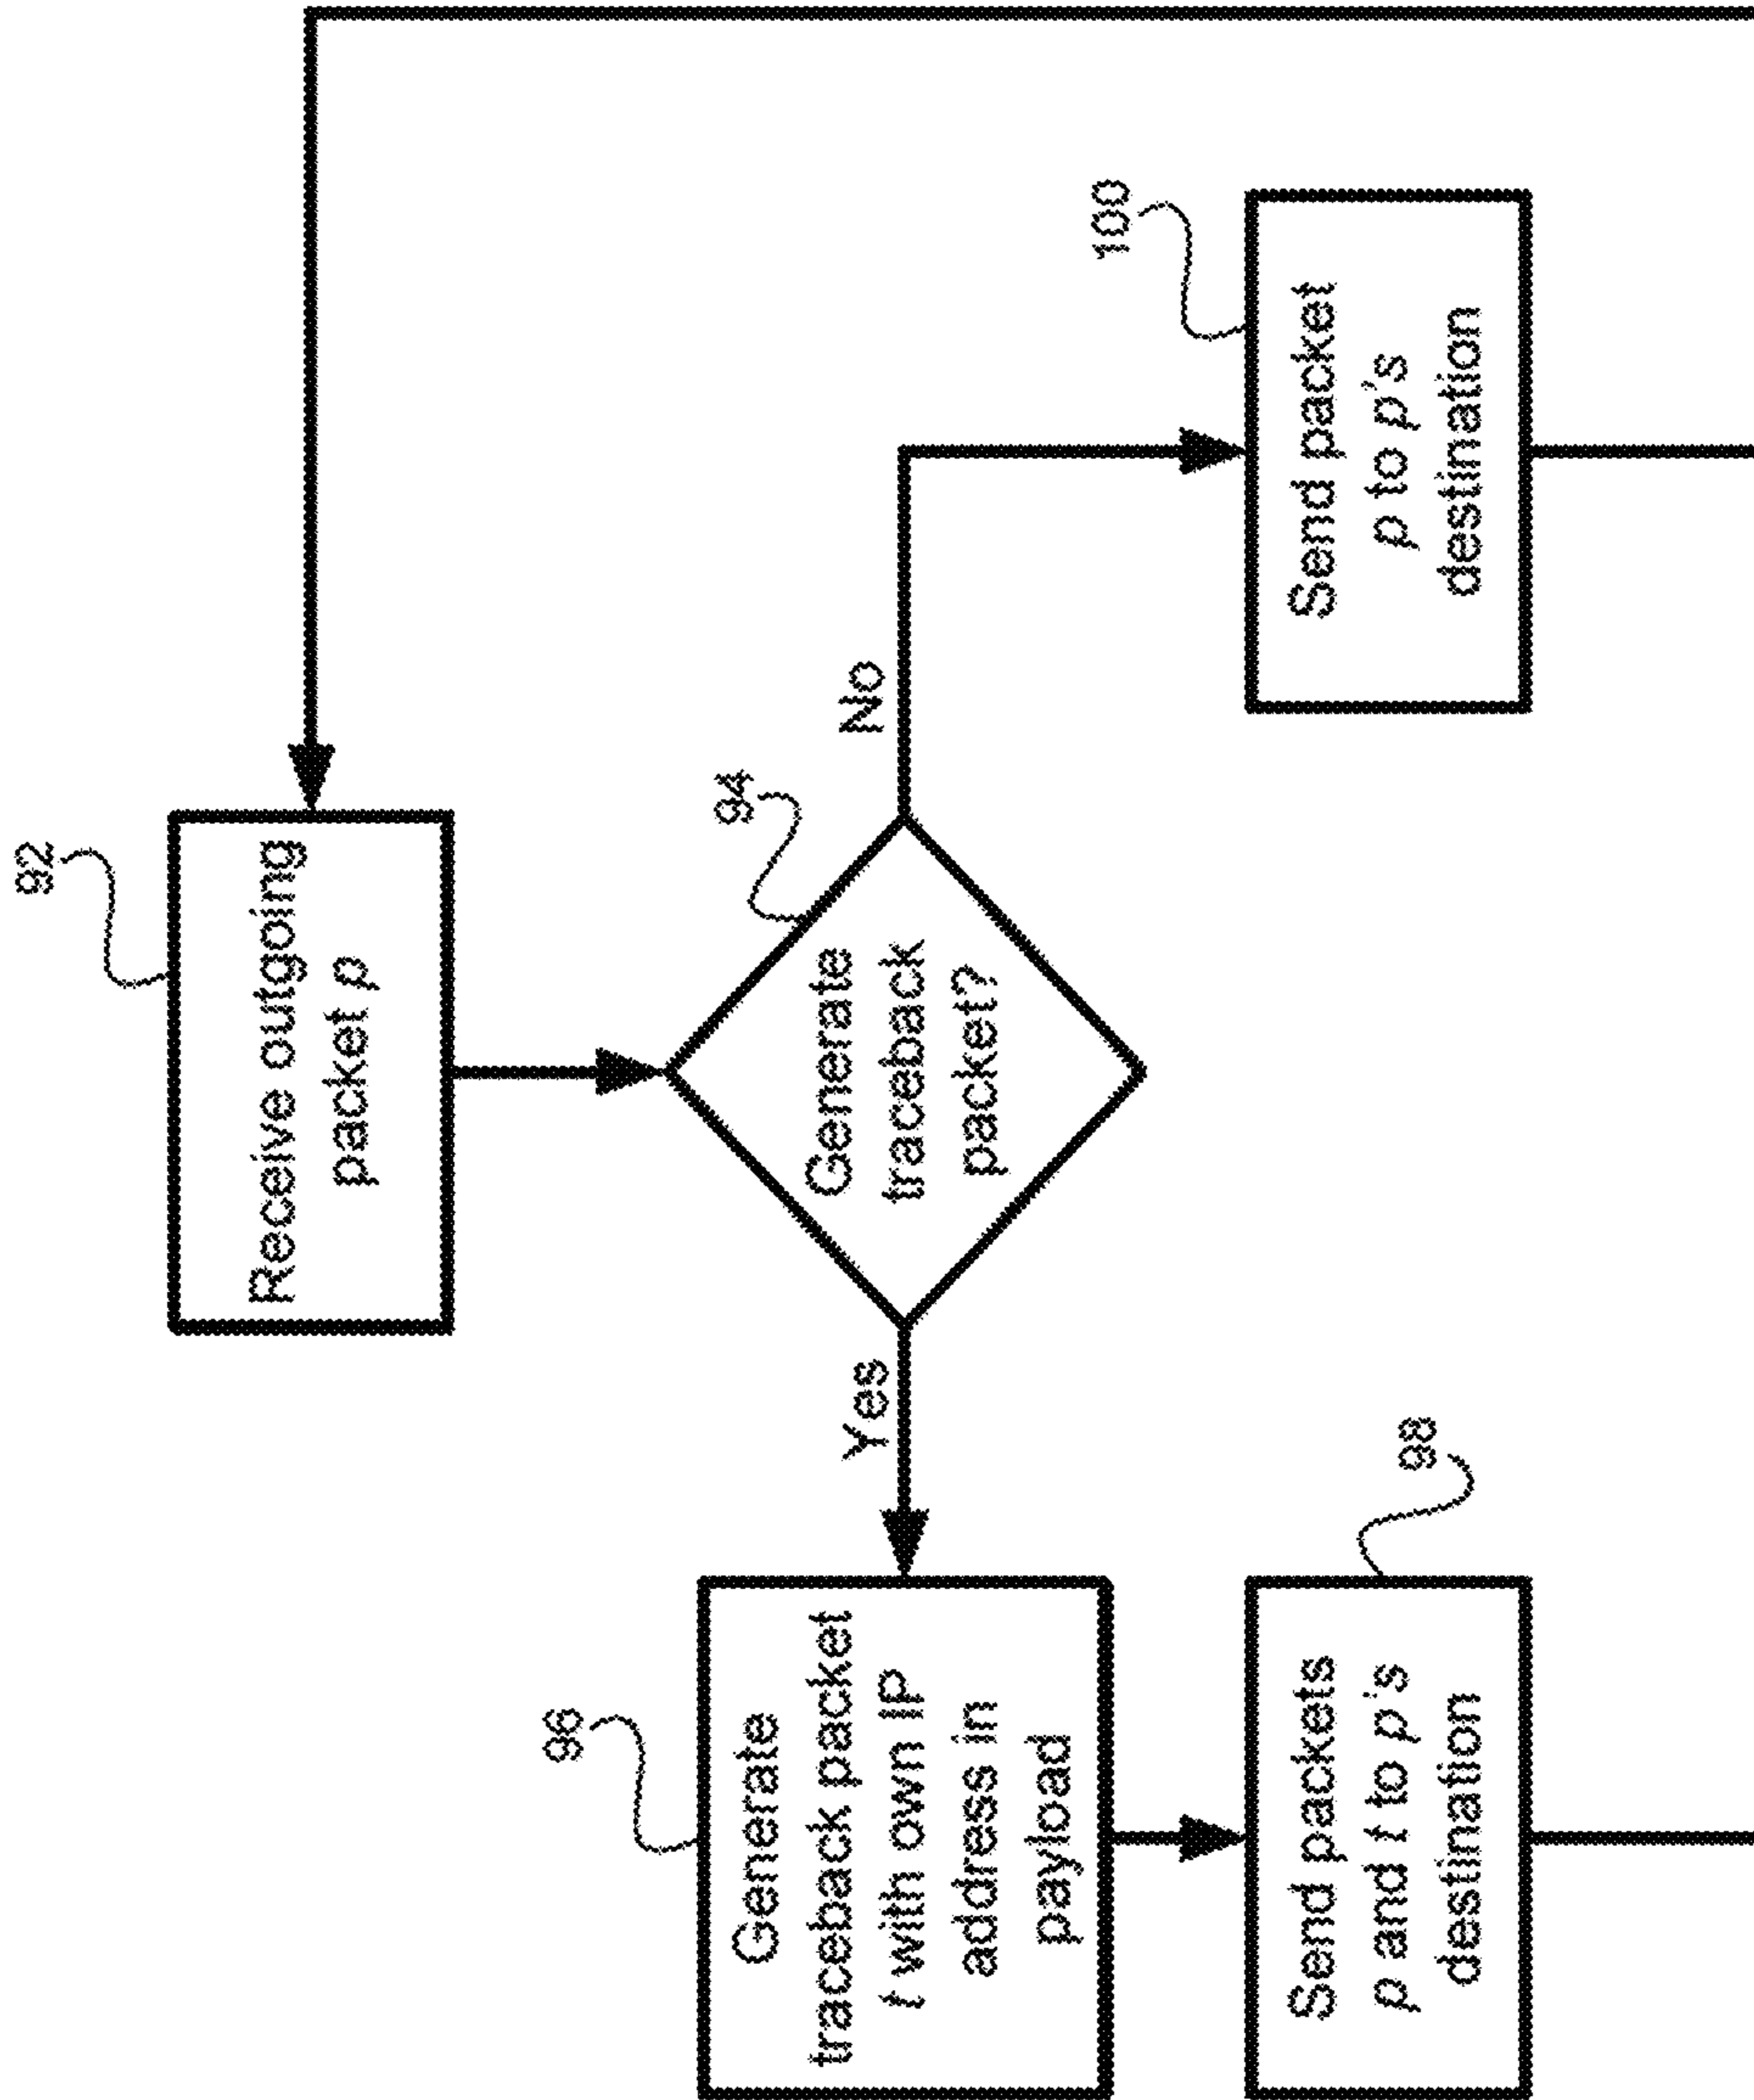 92
Receive outgoing
packet p
94
Generate
traceback
packet?
Yes
No
96
Generate
traceback packet
t with own IP
address in
payload
98
Send packets
p and t to p's
destination
100
Send packet
p to p's
destination